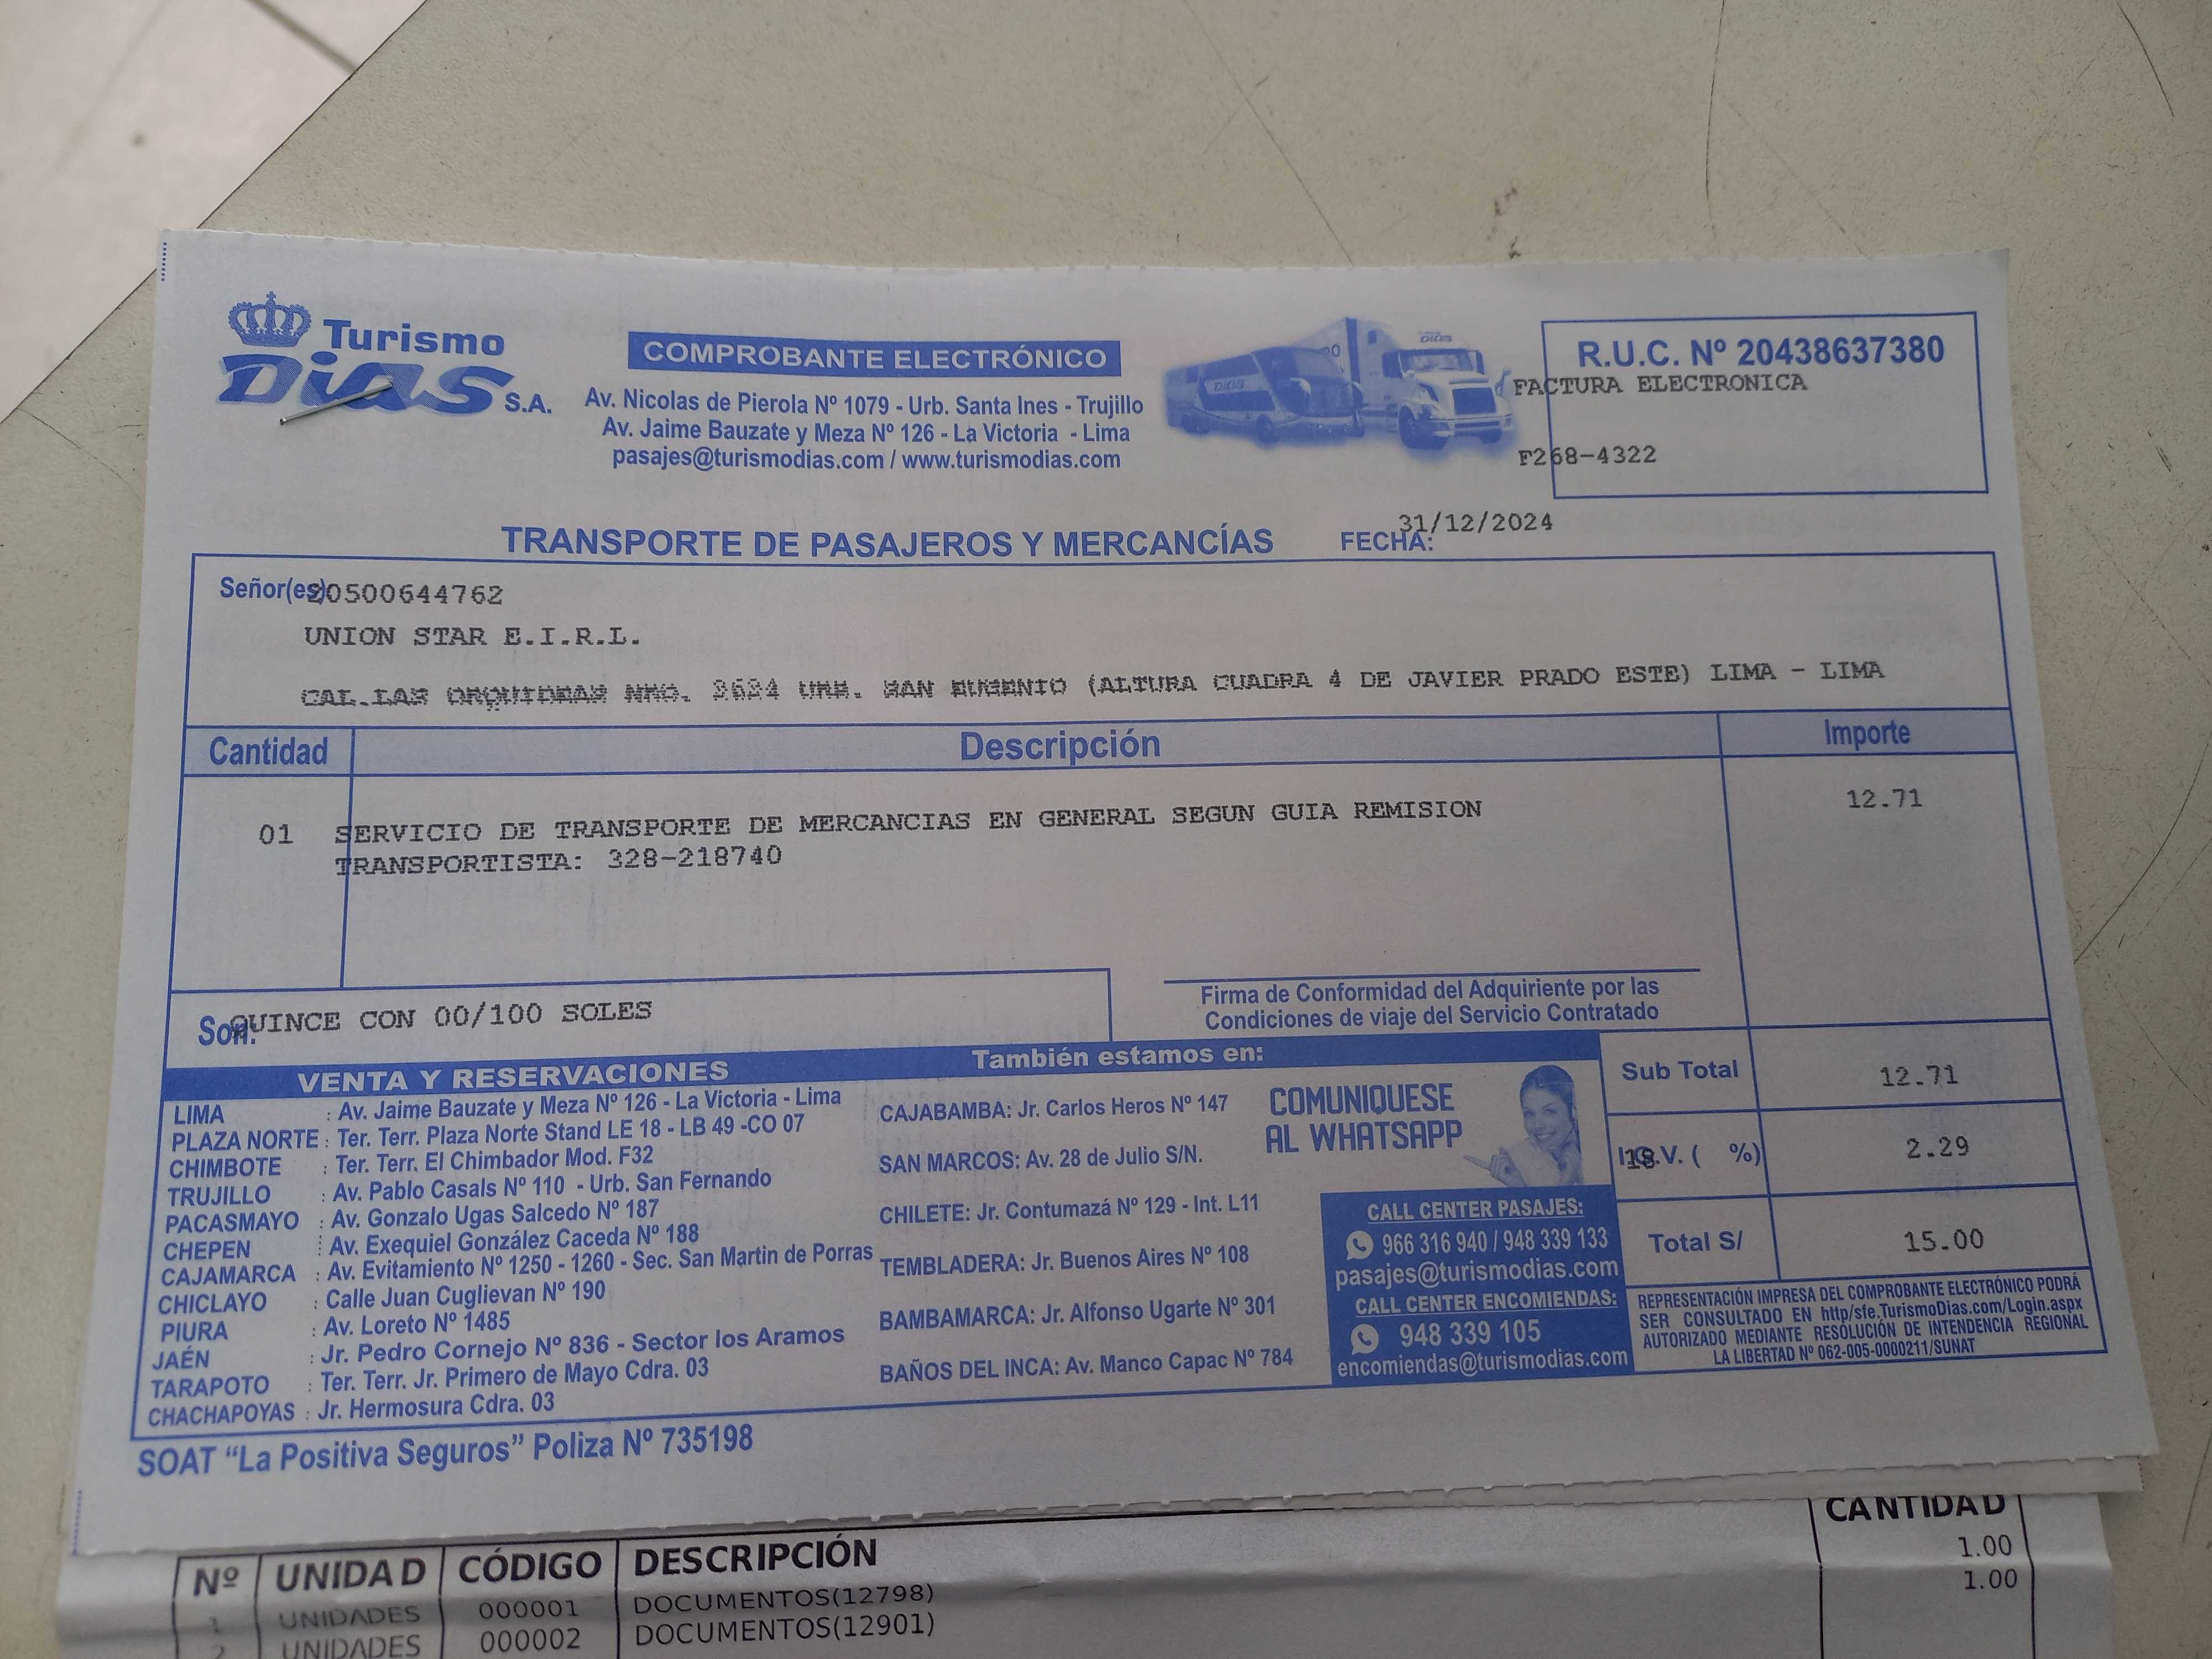 Turismo
Dias S.A.
COMPROBANTE ELECTRÓNICO
Av. Nicolas de Pierola Nº 1079 - Urb. Santa Ines - Trujillo
Av. Jaime Bauzate y Meza Nº 126 - La Victoria - Lima
pasajes@turismodias.com / www.turismodias.com
R.U.C. Nº 20438637380
FACTURA ELECTRONICA
F268-4322
TRANSPORTE DE PASAJEROS Y MERCANCÍAS
FECHA: 31/12/2024
Señor(es) 20500644762
UNION STAR E.I.R.L.
CAL.LAS ORQUIDEAS NRO. 2624 URB. SAN EUGENIO (ALTURA CUADRA 4 DE JAVIER PRADO ESTE) LIMA - LIMA
Cantidad Descripción Importe
01 SERVICIO DE TRANSPORTE DE MERCANCIAS EN GENERAL SEGUN GUIA REMISION 12.71
TRANSPORTISTA: 328-218740
Son: QUINCE CON 00/100 SOLES
Firma de Conformidad del Adquiriente por las
Condiciones de viaje del Servicio Contratado
Sub Total 12.71
I.G.V. (18 %) 2.29
Total S/ 15.00
VENTA Y RESERVACIONES
LIMA : Av. Jaime Bauzate y Meza Nº 126 - La Victoria - Lima
PLAZA NORTE : Ter. Terr. Plaza Norte Stand LE 18 - LB 49 -CO 07
CHIMBOTE : Ter. Terr. El Chimbador Mod. F32
TRUJILLO : Av. Pablo Casals Nº 110 - Urb. San Fernando
PACASMAYO : Av. Gonzalo Ugas Salcedo Nº 187
CHEPEN : Av. Exequiel González Caceda Nº 188
CAJAMARCA : Av. Evitamiento Nº 1250 - 1260 - Sec. San Martin de Porras
CHICLAYO : Calle Juan Cuglievan Nº 190
PIURA : Av. Loreto Nº 1485
JAÉN : Jr. Pedro Cornejo Nº 836 - Sector los Aramos
TARAPOTO : Ter. Terr. Jr. Primero de Mayo Cdra. 03
CHACHAPOYAS : Jr. Hermosura Cdra. 03
También estamos en:
CAJABAMBA: Jr. Carlos Heros Nº 147
SAN MARCOS: Av. 28 de Julio S/N.
CHILETE: Jr. Contumazá Nº 129 - Int. L11
TEMBLADERA: Jr. Buenos Aires Nº 108
BAMBAMARCA: Jr. Alfonso Ugarte Nº 301
BAÑOS DEL INCA: Av. Manco Capac Nº 784
COMUNIQUESE
AL WHATSAPP
CALL CENTER PASAJES:
966 316 940 / 948 339 133
pasajes@turismodias.com
CALL CENTER ENCOMIENDAS:
948 339 105
encomiendas@turismodias.com
REPRESENTACIÓN IMPRESA DEL COMPROBANTE ELECTRÓNICO PODRÁ
SER CONSULTADO EN http/sfe.TurismoDias.com/Login.aspx
AUTORIZADO MEDIANTE RESOLUCIÓN DE INTENDENCIA REGIONAL
LA LIBERTAD Nº 062-005-0000211/SUNAT
SOAT “La Positiva Seguros” Poliza Nº 735198
Nº UNIDAD CÓDIGO DESCRIPCIÓN CANTIDAD
1 UNIDADES 000001 DOCUMENTOS(12798) 1.00
2 UNIDADES 000002 DOCUMENTOS(12901) 1.00